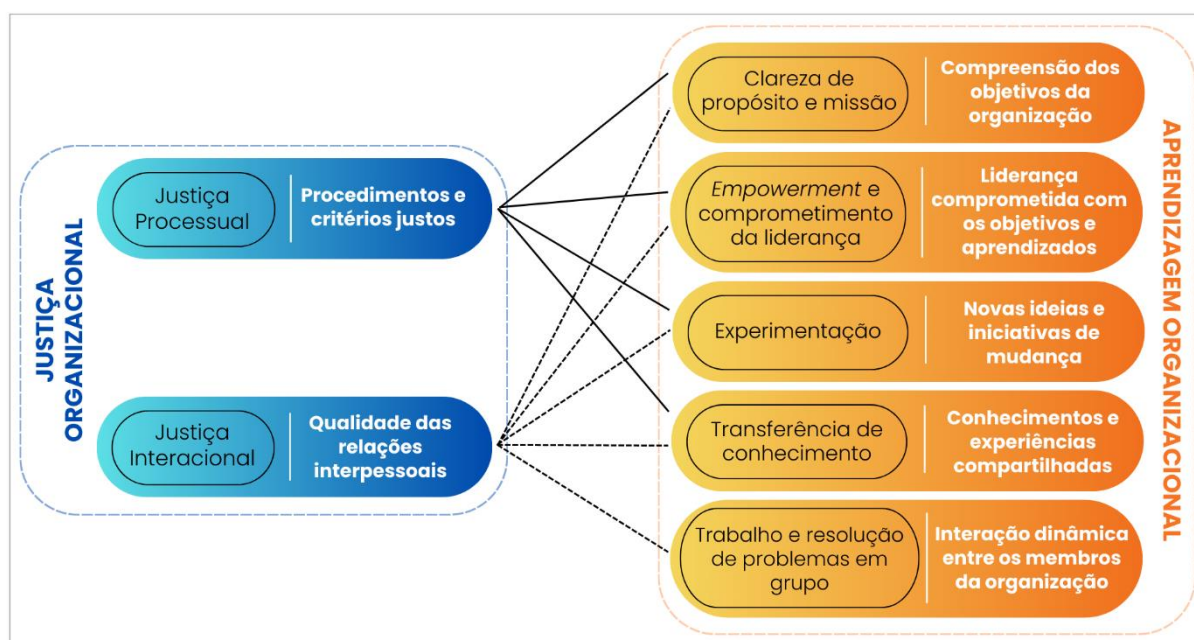 JUSTIÇA
ORGANIZACIONAL
Justiça
Processual
Procedimentos e
critérios justos
Justiça
Interacional
Qualidade das
relações
interpessoais
Clareza de
propósito e missão
Compreensão dos
objetivos da
organização
Empowerment e
comprometimento
da liderança
Liderança
comprometida com
os objetivos e
aprendizados
Experimentação
Novas ideias e
iniciativas de
mudança
Transferência de
conhecimento
Conhecimentos e
experiências
compartilhadas
Trabalho e resolução
de problemas em
grupo
Interação dinâmica
entre os membros
da organização
APRENDIZAGEM ORGANIZACIONAL